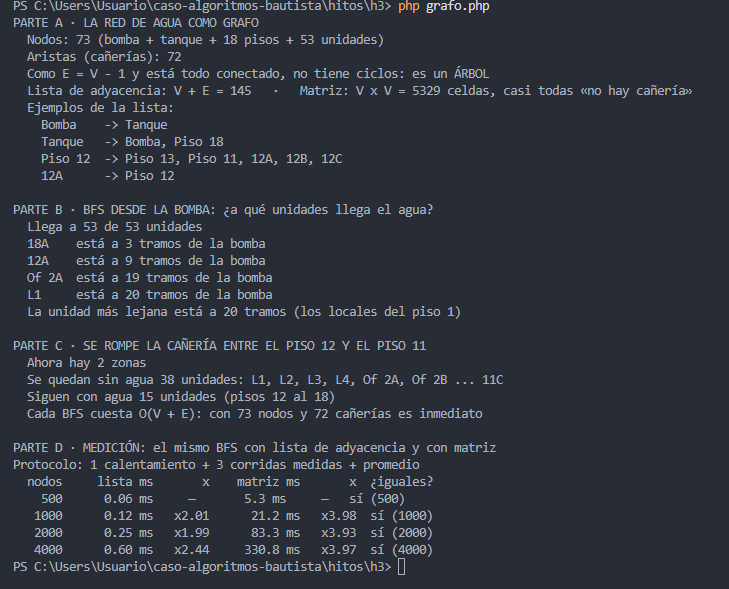 PS C:\Users\Usuario\caso-algoritmos-bautista\hitos\h3> php grafo.php
PARTE A · LA RED DE AGUA COMO GRAFO
  Nodos: 73 (bomba + tanque + 18 pisos + 53 unidades)
  Aristas (cañerías): 72
  Como E = V - 1 y está todo conectado, no tiene ciclos: es un ÁRBOL
  Lista de adyacencia: V + E = 145   ·   Matriz: V x V = 5329 celdas, casi todas «no hay cañería»
  Ejemplos de la lista:
    Bomba    -> Tanque
    Tanque   -> Bomba, Piso 18
    Piso 12  -> Piso 13, Piso 11, 12A, 12B, 12C
    12A      -> Piso 12

PARTE B · BFS DESDE LA BOMBA: ¿a qué unidades llega el agua?
  Llega a 53 de 53 unidades
  18A    está a 3 tramos de la bomba
  12A    está a 9 tramos de la bomba
  Of 2A  está a 19 tramos de la bomba
  L1     está a 20 tramos de la bomba
  La unidad más lejana está a 20 tramos (los locales del piso 1)

PARTE C · SE ROMPE LA CAÑERÍA ENTRE EL PISO 12 Y EL PISO 11
  Ahora hay 2 zonas
  Se quedan sin agua 38 unidades: L1, L2, L3, L4, Of 2A, Of 2B ... 11C
  Siguen con agua 15 unidades (pisos 12 al 18)
  Cada BFS cuesta O(V + E): con 73 nodos y 72 cañerías es inmediato

PARTE D · MEDICIÓN: el mismo BFS con lista de adyacencia y con matriz
Protocolo: 1 calentamiento + 3 corridas medidas + promedio
  nodos     lista ms       x    matriz ms       x  ¿iguales?
    500      0.06 ms     —       5.3 ms     —  sí (500)
   1000      0.12 ms   x2.01      21.2 ms   x3.98  sí (1000)
   2000      0.25 ms   x1.99      83.3 ms   x3.93  sí (2000)
   4000      0.60 ms   x2.44     330.8 ms   x3.97  sí (4000)
PS C:\Users\Usuario\caso-algoritmos-bautista\hitos\h3>